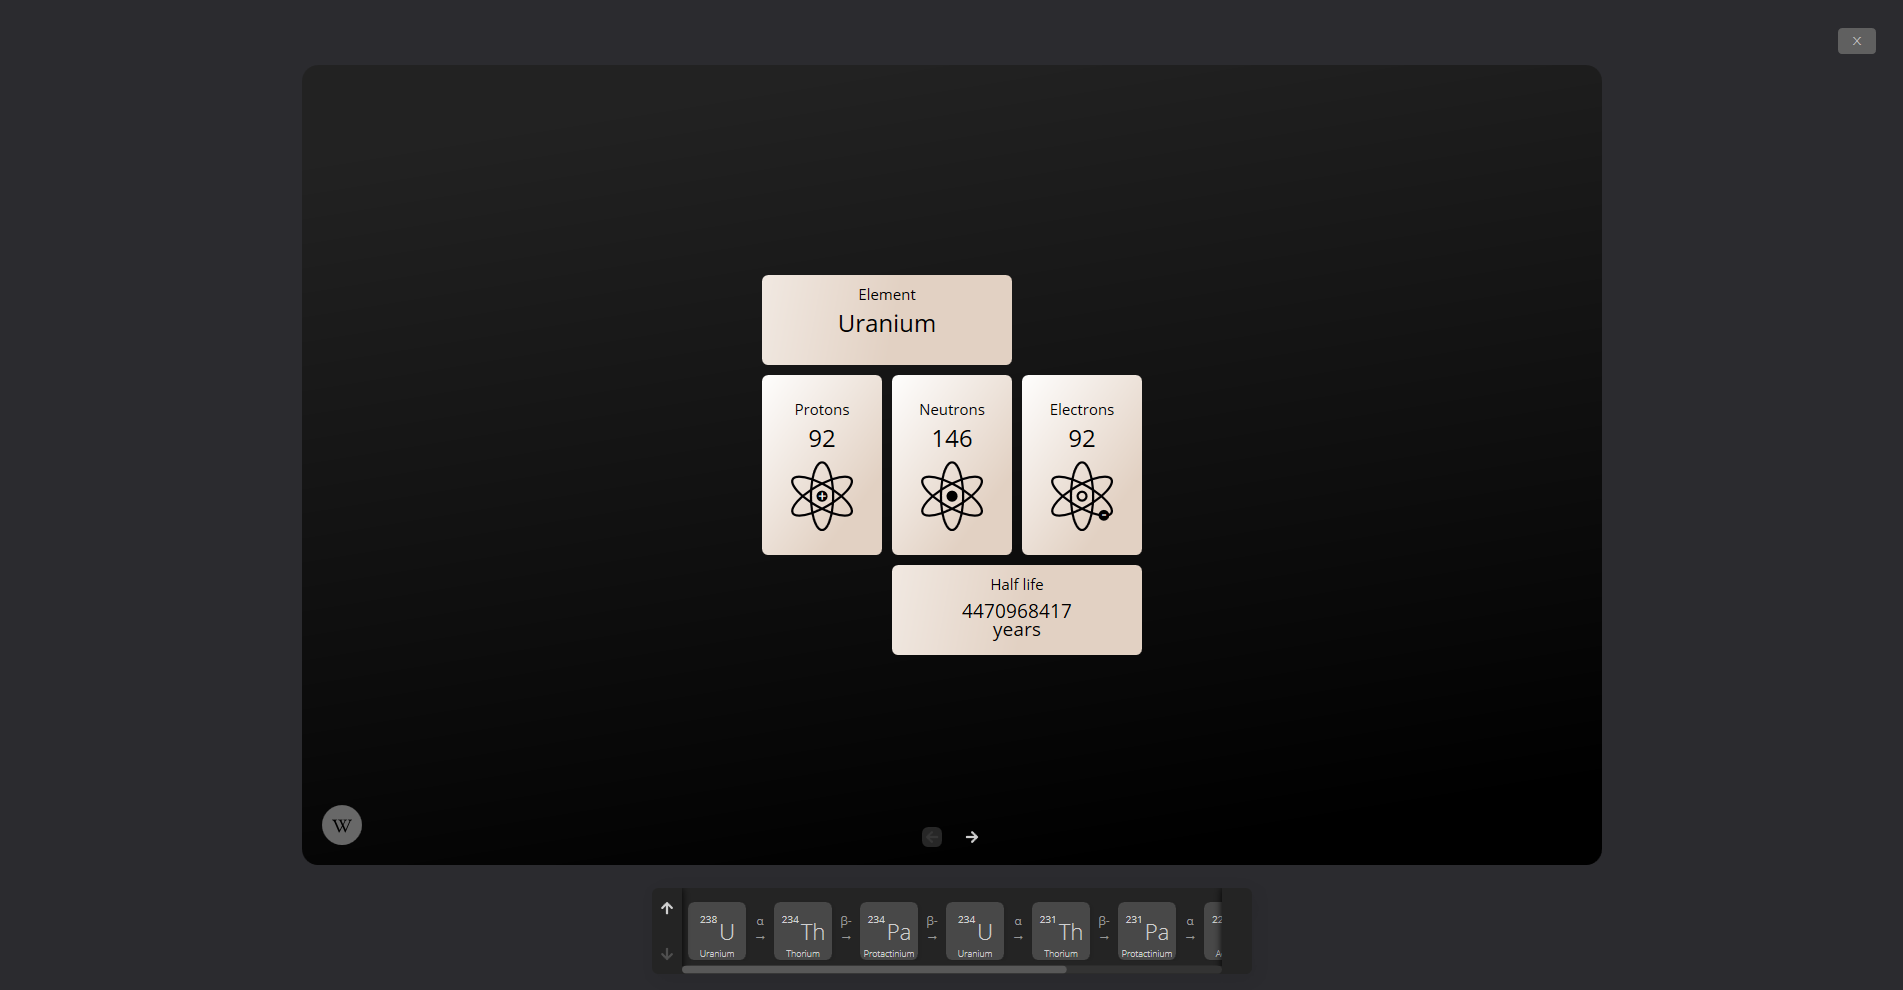 ×
Element
Uranium
Protons
92
Neutrons
146
Electrons
92
Half life
4470968417
years
W
238 U
Uranium
α
→
234 Th
Thorium
β-
→
234 Pa
Protactinium
β-
→
234 U
Uranium
α
→
231 Th
Thorium
β-
→
231 Pa
Protactinium
α
→